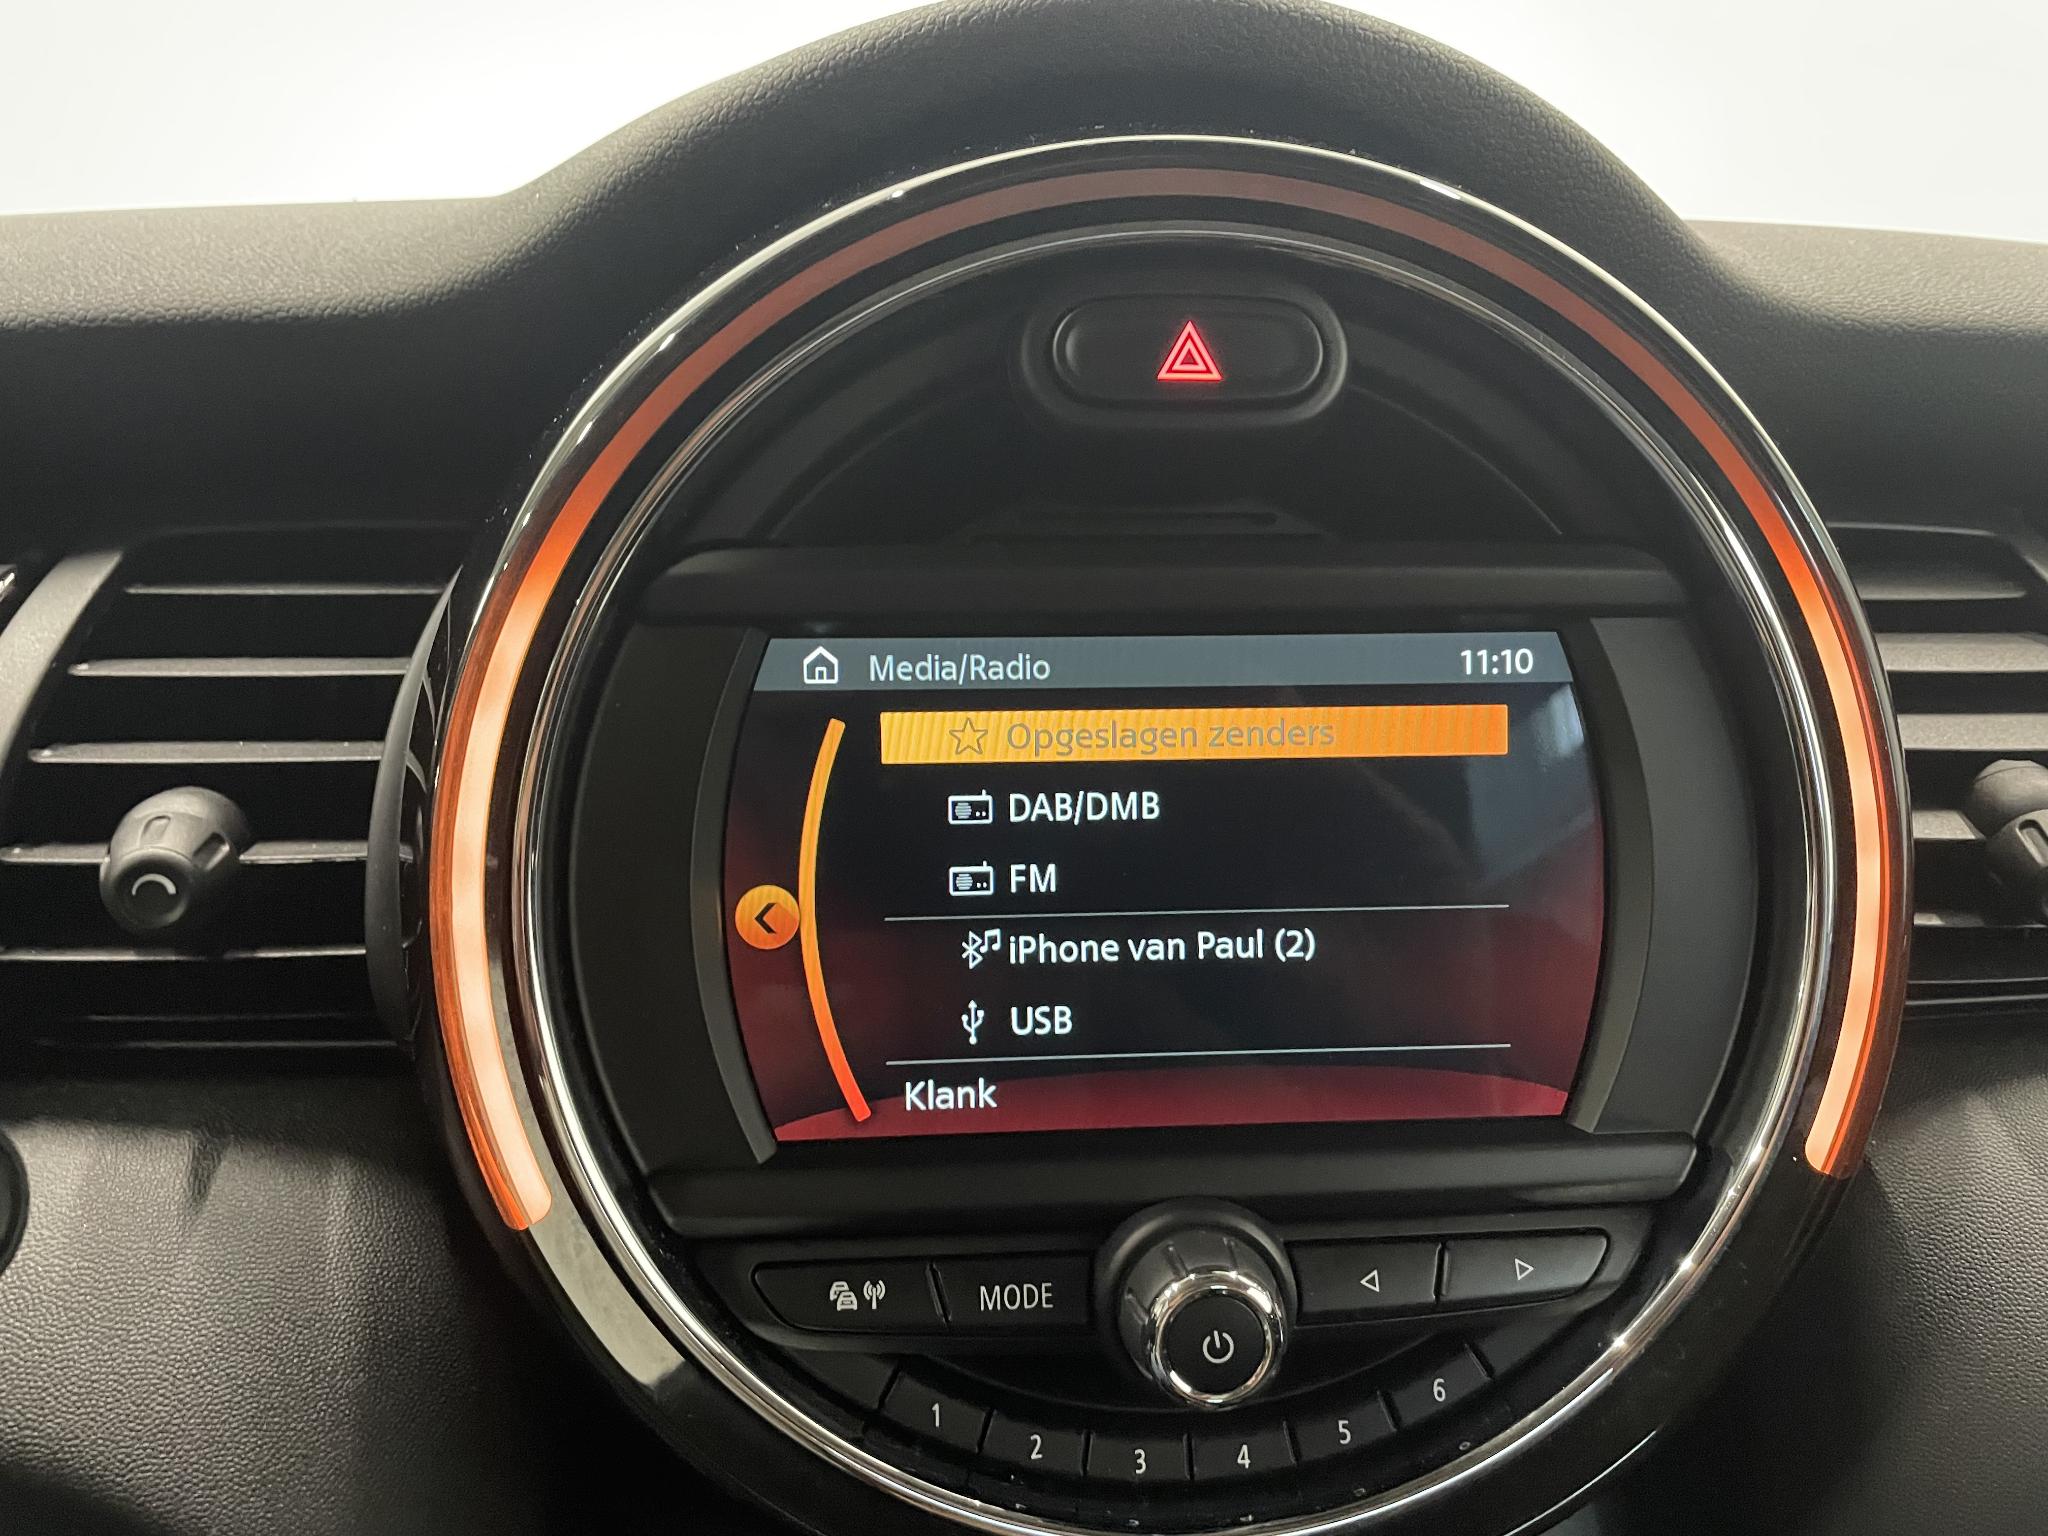 Media/Radio 11:10
Opgeslagen zenders
DAB/DMB
FM
iPhone van Paul (2)
USB
Klank
MODE
1 2 3 4 5 6